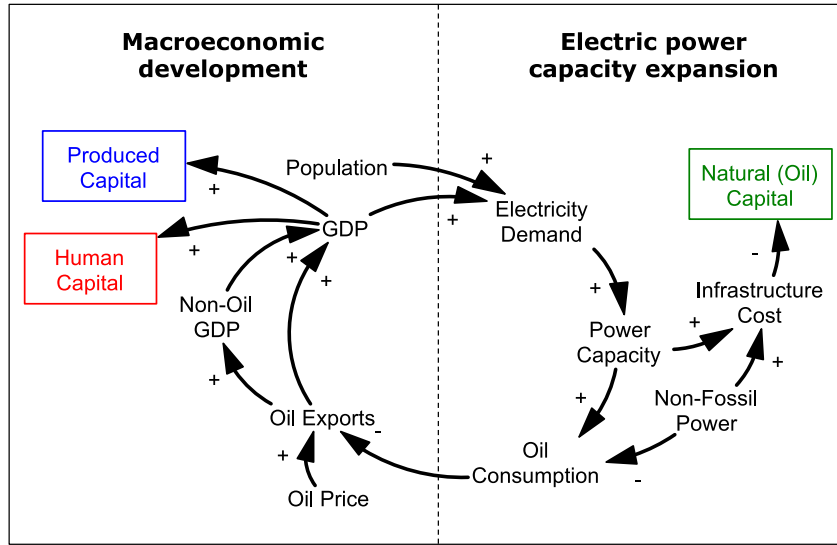 Macroeconomic
development
Electric power
capacity expansion
Produced
Capital
+
Population
+
Natural (Oil)
Capital
GDP
+
Electricity
Demand
Human
Capital
+
+
+
-
Non-Oil
GDP
+
Infrastructure
Cost
Power
Capacity
+
+
+
+
Non-Fossil
Power
Oil Exports
-
+
Oil
Consumption
-
Oil Price